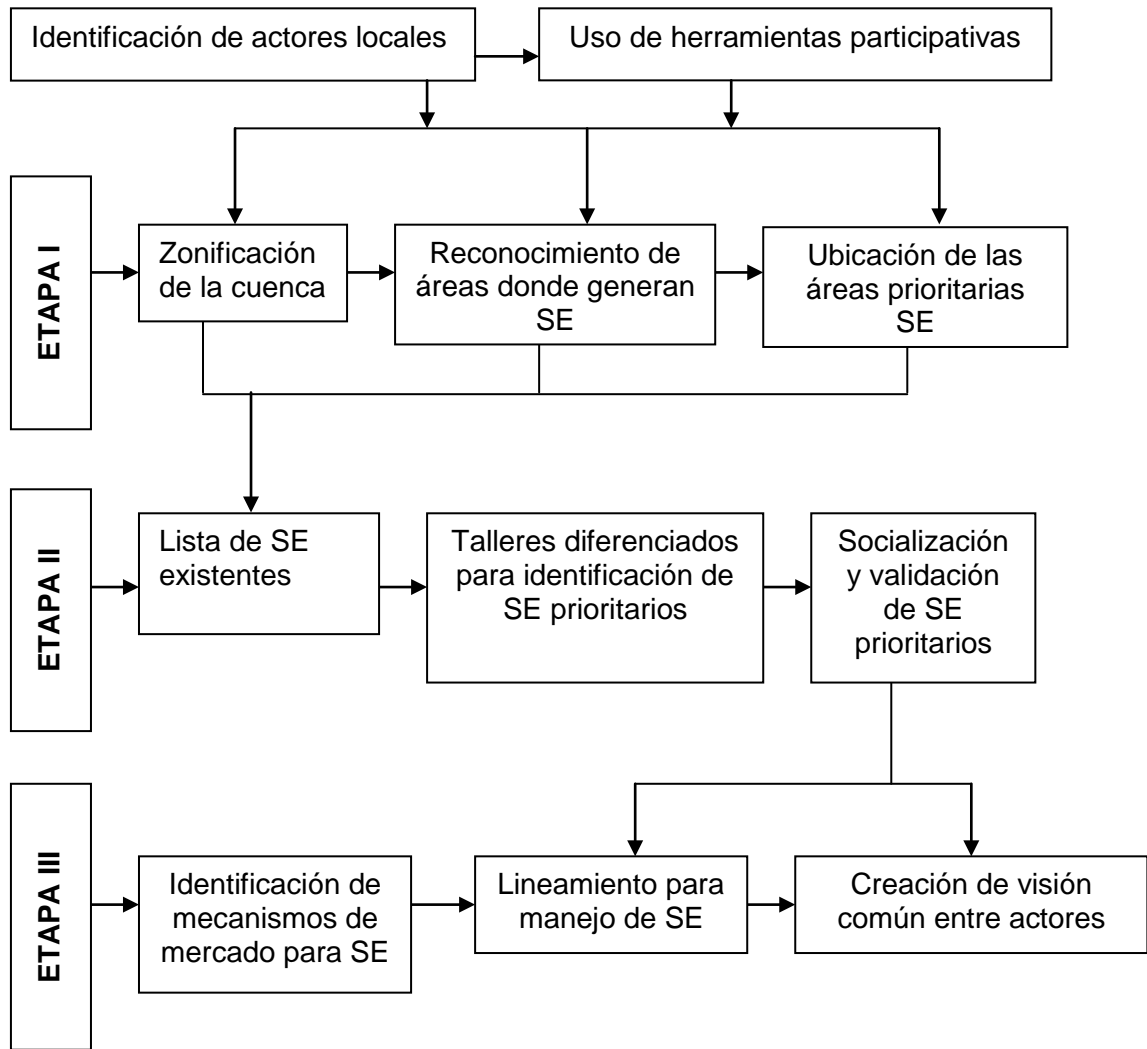 Identificación de actores locales
Uso de herramientas participativas
ETAPA I
Zonificación
de la cuenca
Reconocimiento de
áreas donde generan
SE
Ubicación de las
áreas prioritarias
SE
ETAPA II
Lista de SE
existentes
Talleres diferenciados
para identificación de
SE prioritarios
Socialización
y validación
de SE
prioritarios
ETAPA III
Identificación de
mecanismos de
mercado para SE
Lineamiento para
manejo de SE
Creación de visión
común entre actores